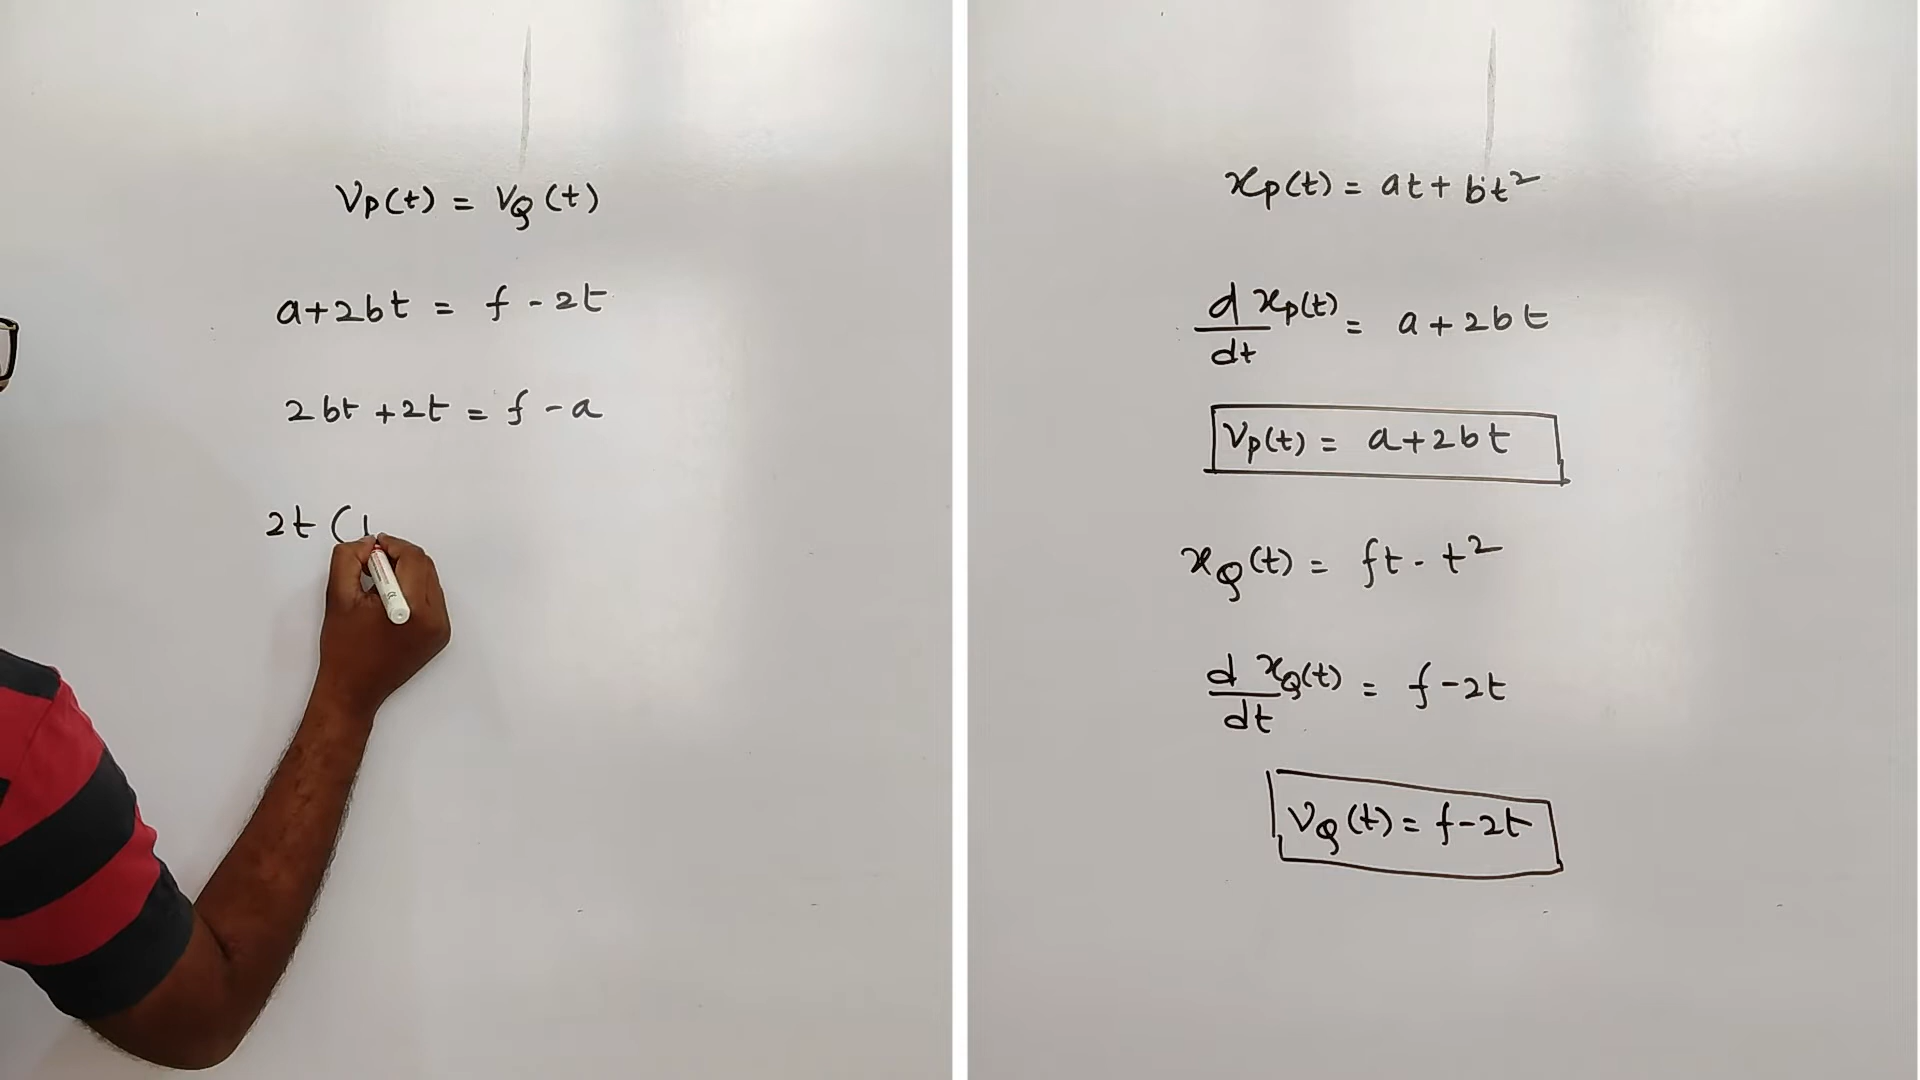 Vp(t) = VQ(t)
a+2bt = f - 2t
2bt +2t = f - a
2t (
xp(t) = at + bt²
d xp(t)
dt
= a + 2bt
Vp(t) = a+2bt
xQ(t) = ft - t²
d xQ(t)
dt
= f - 2t
VQ(t) = f-2t